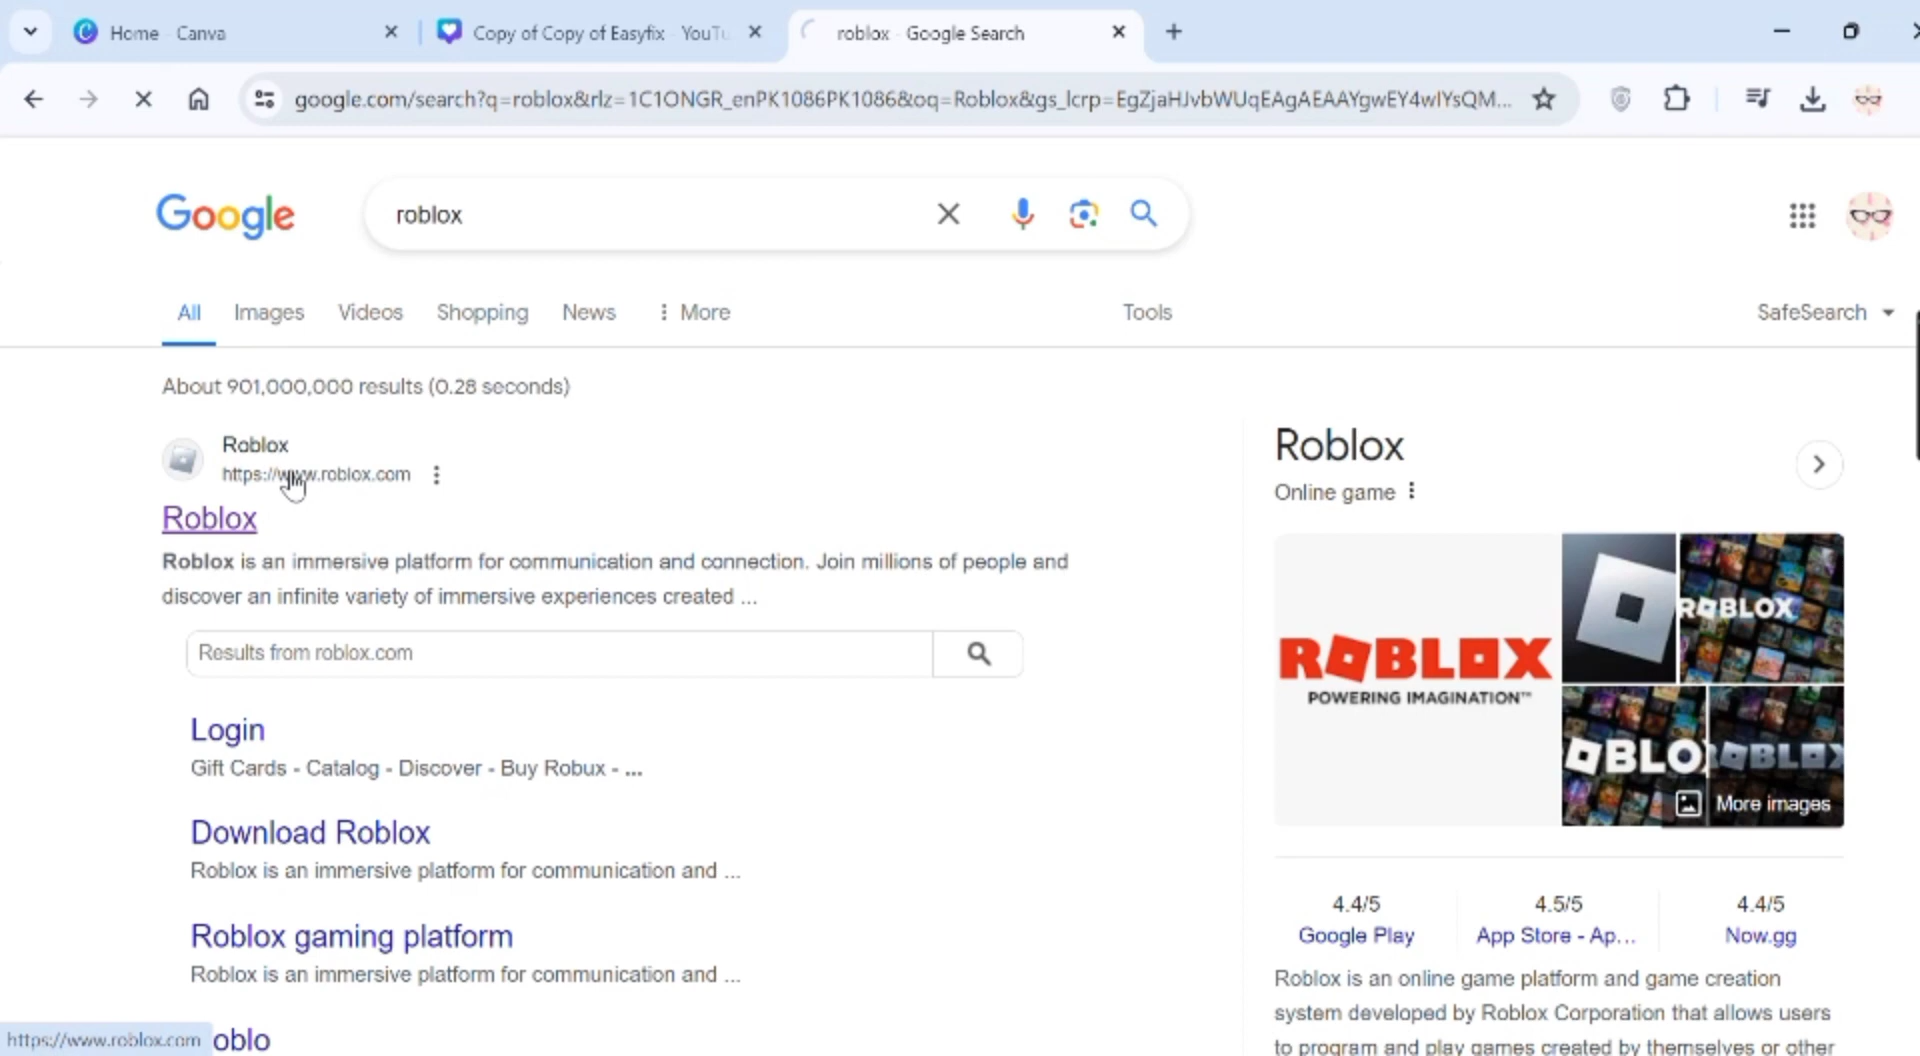 Home - Canva
Copy of Copy of Easyfix - YouTu
roblox - Google Search
google.com/search?q=roblox&rlz=1C1ONGR_enPK1086PK1086&oq=Roblox&gs_lcrp=EgZjaHJvbWUqEAgAEAAYgwEY4wIYsQM...
Google
roblox
All
Images
Videos
Shopping
News
More
Tools
SafeSearch
About 901,000,000 results (0.28 seconds)
Roblox
https://www.roblox.com
Roblox
Roblox is an immersive platform for communication and connection. Join millions of people and
discover an infinite variety of immersive experiences created ...
Results from roblox.com
Login
Gift Cards - Catalog - Discover - Buy Robux - ...
Download Roblox
Roblox is an immersive platform for communication and ...
Roblox gaming platform
Roblox is an immersive platform for communication and ...
oblo
https://www.roblox.com
Roblox
Online game
ROBLOX
POWERING IMAGINATION™
ROBLOX
OBLO
ROBLOX
More images
4.4/5
Google Play
4.5/5
App Store - Ap...
4.4/5
Now.gg
Roblox is an online game platform and game creation
system developed by Roblox Corporation that allows users
to program and play games created by themselves or other